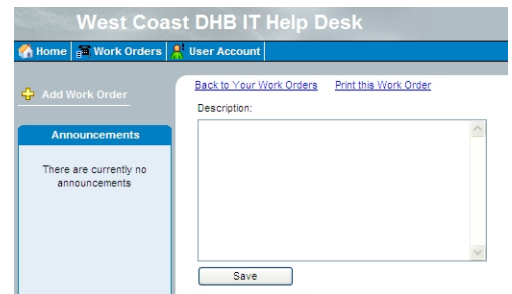 West Coast DHB IT Help Desk
Home Work Orders User Account
Add Work Order
Back to Your Work Orders Print this Work Order
Description:
Announcements
There are currently no
announcements
Save